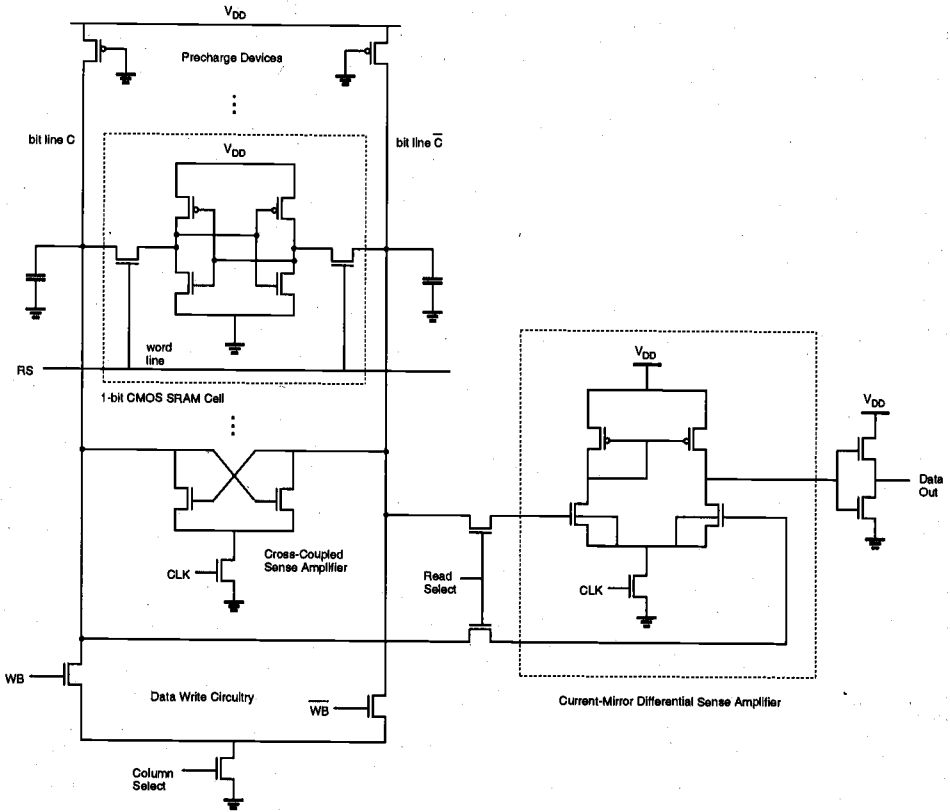 VDD
Precharge Devices
bit line C
bit line C̅
VDD
word
line
RS
1-bit CMOS SRAM Cell
VDD
VDD
Data
Out
Cross-Coupled
Sense Amplifier
CLK
Read
Select
CLK
WB
Data Write Circuitry
W̅B̅
Current-Mirror Differential Sense Amplifier
Column
Select